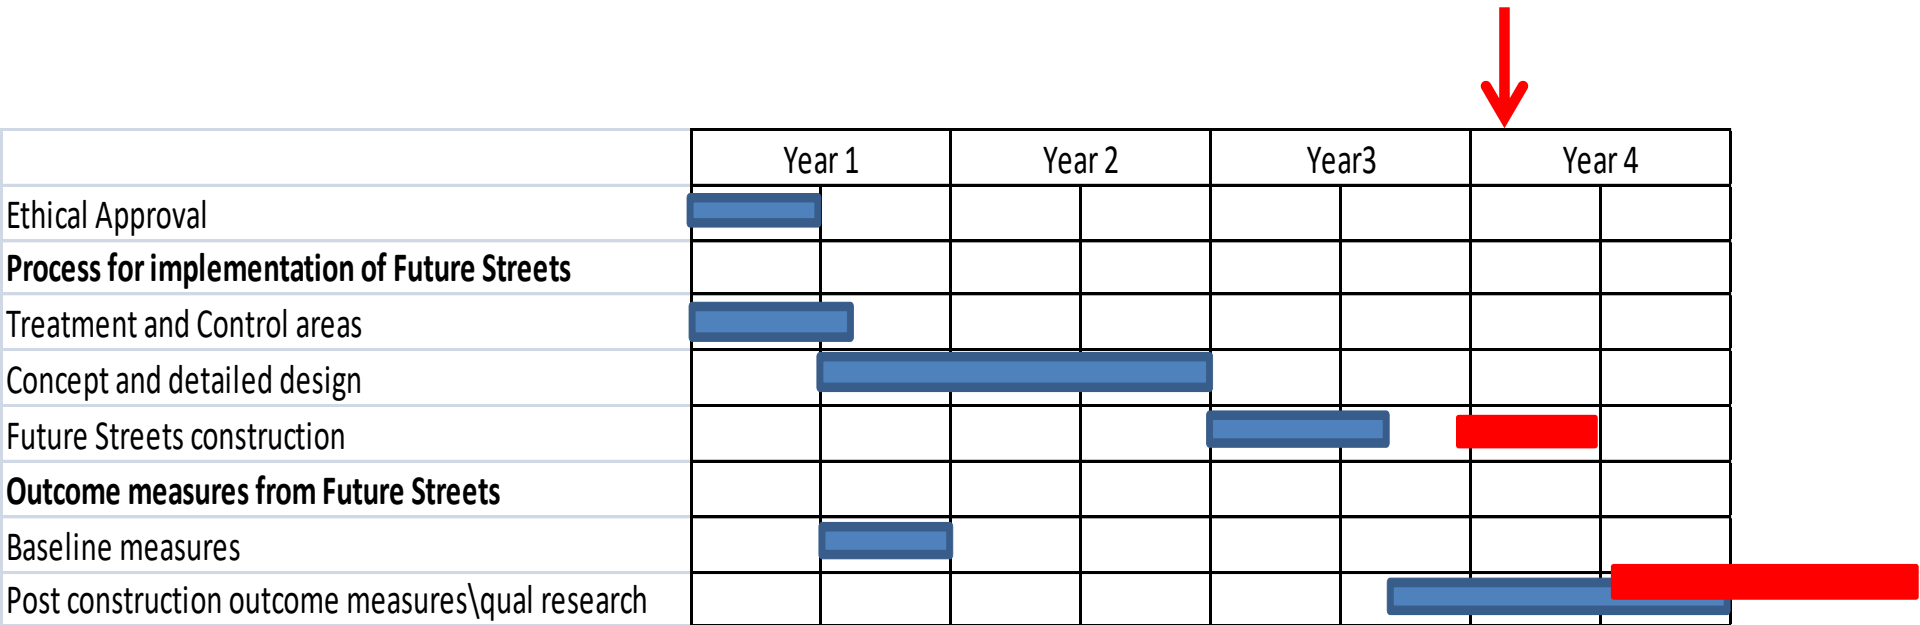 Year 1 Year 2 Year3 Year 4
Ethical Approval
Process for implementation of Future Streets
Treatment and Control areas
Concept and detailed design
Future Streets construction
Outcome measures from Future Streets
Baseline measures
Post construction outcome measures\qual research